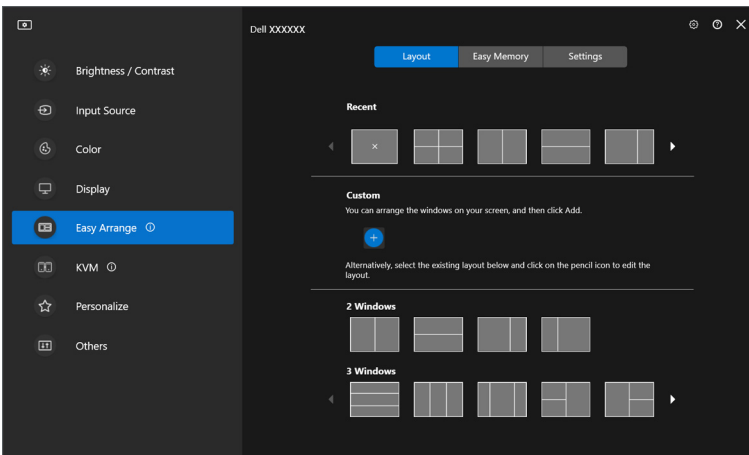 Dell XXXXXX
Layout
Easy Memory
Settings
Brightness / Contrast
Input Source
Color
Display
Easy Arrange
KVM
Personalize
Others
Recent
Custom
You can arrange the windows on your screen, and then click Add.
Alternatively, select the existing layout below and click on the pencil icon to edit the
layout.
2 Windows
3 Windows